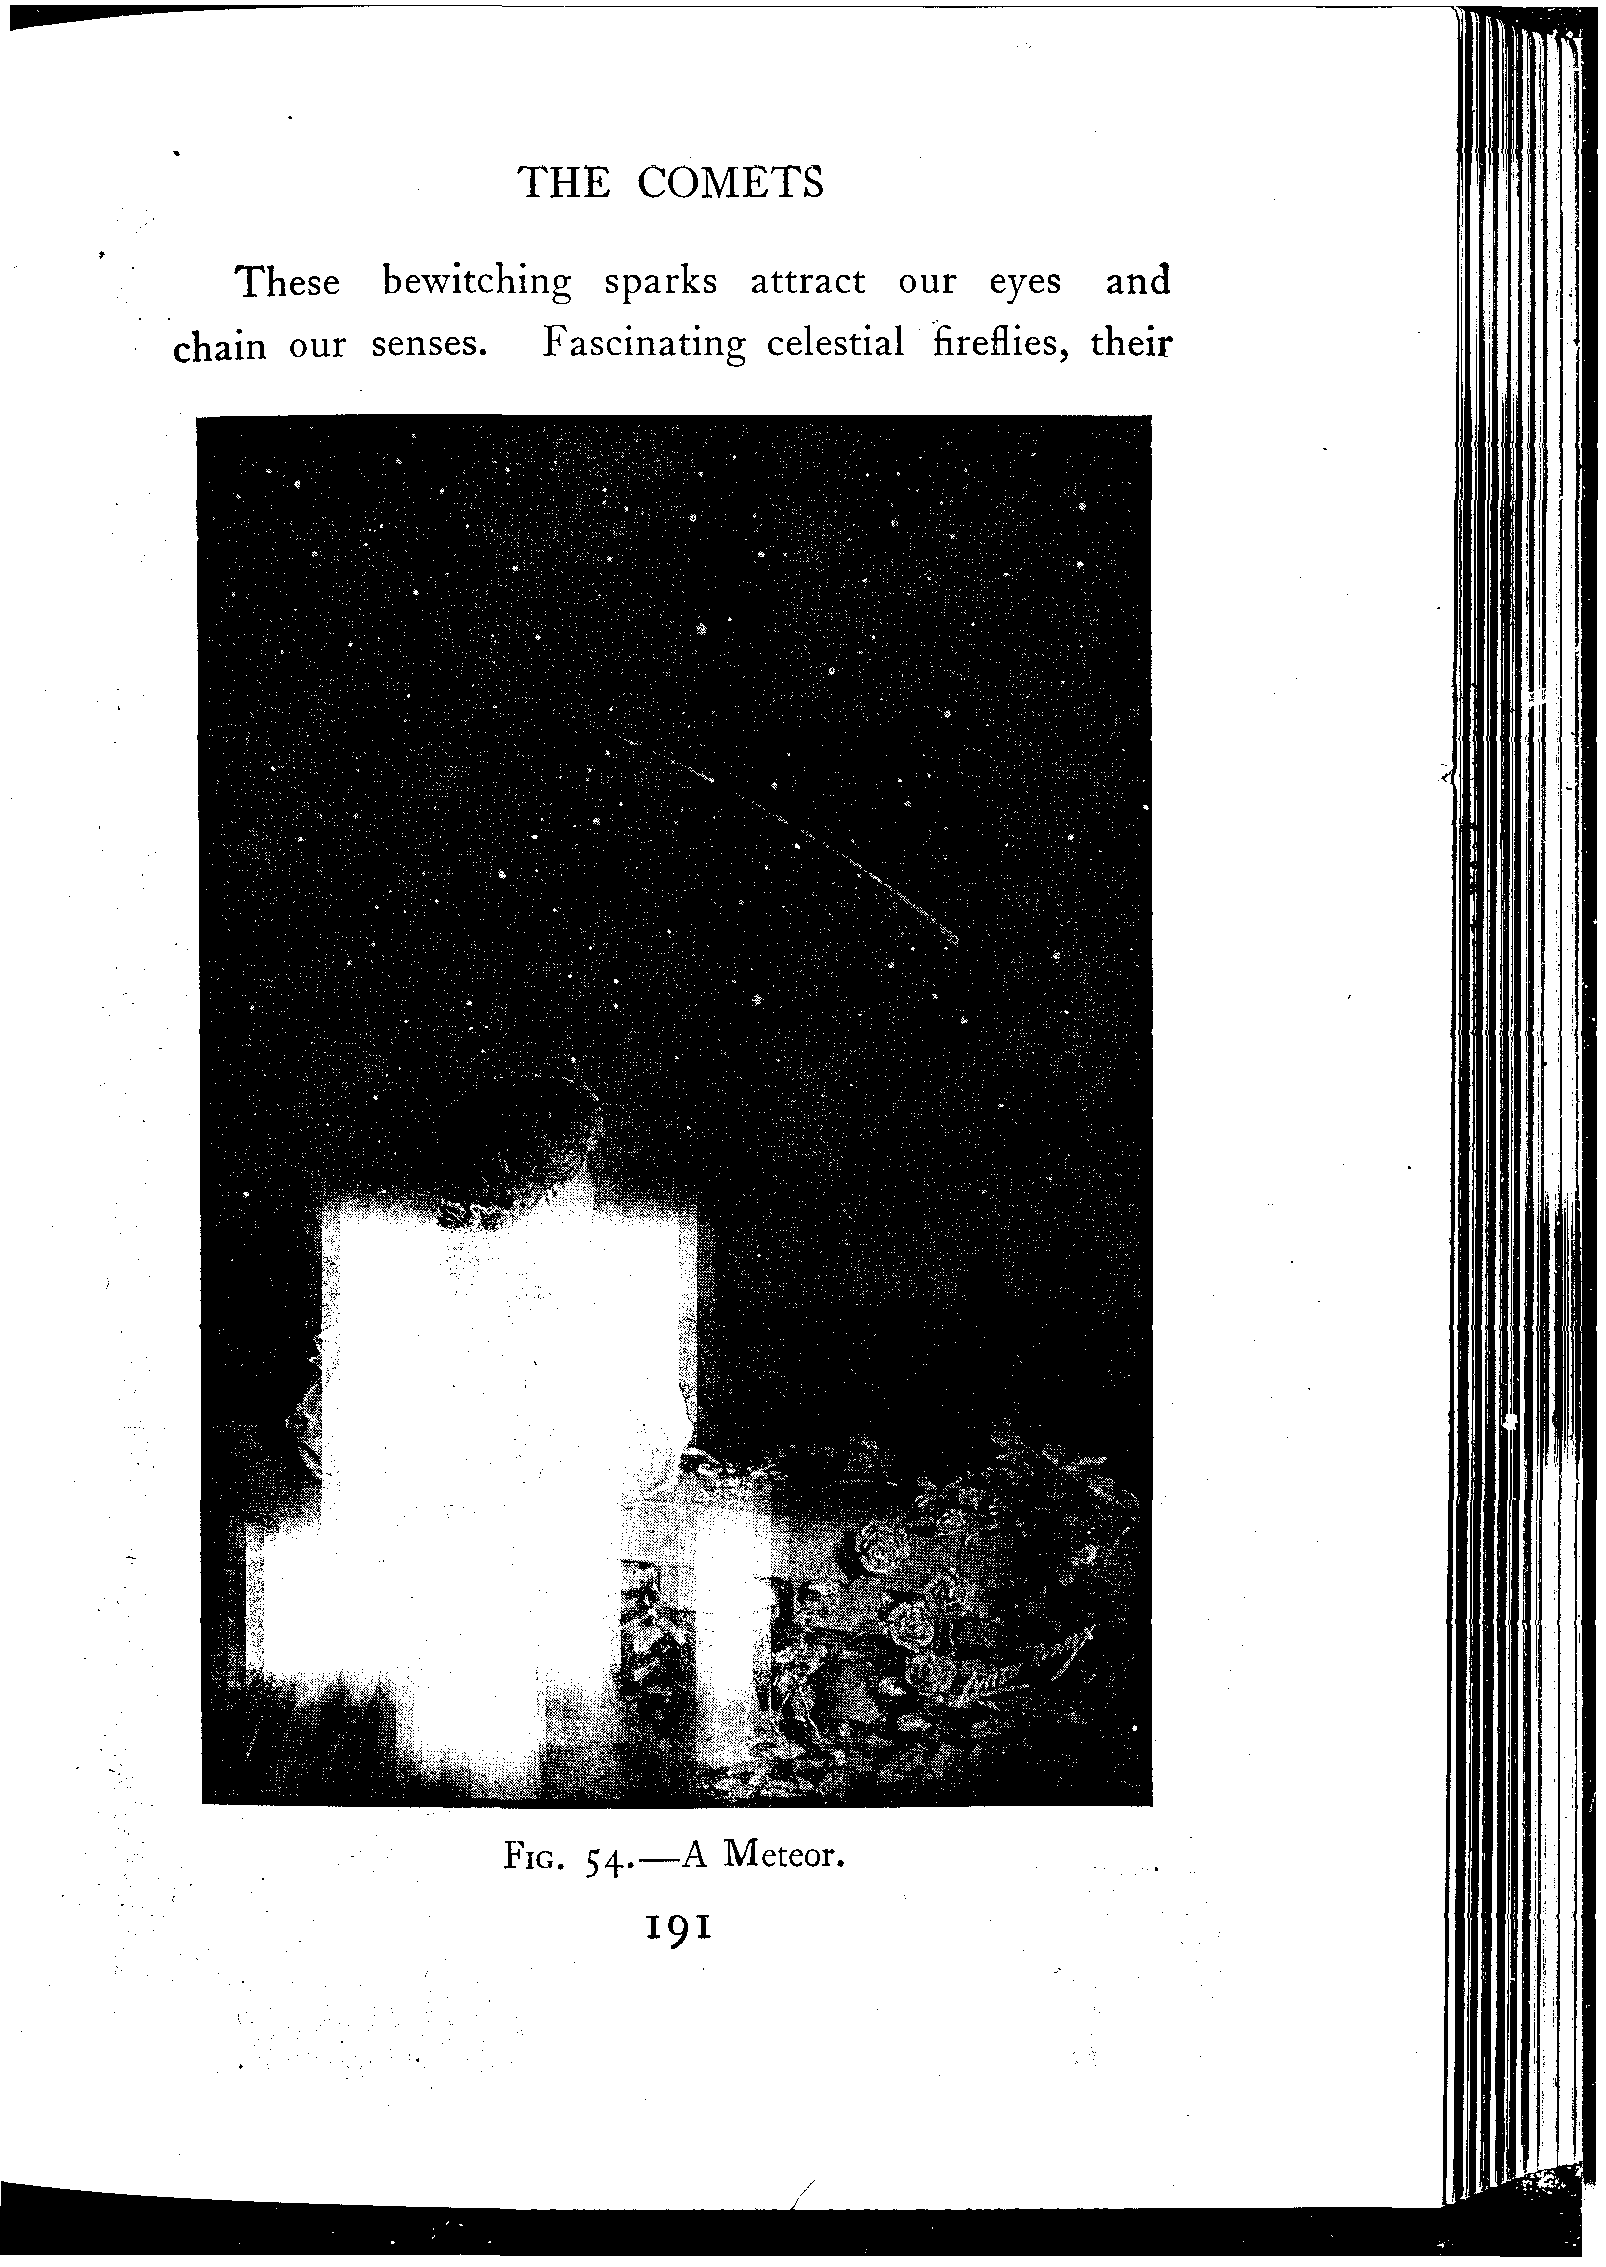 THE COMETS
These bewitching sparks attract our eyes and
chain our senses. Fascinating celestial fireflies, their
Fig. 54.—A Meteor.
191